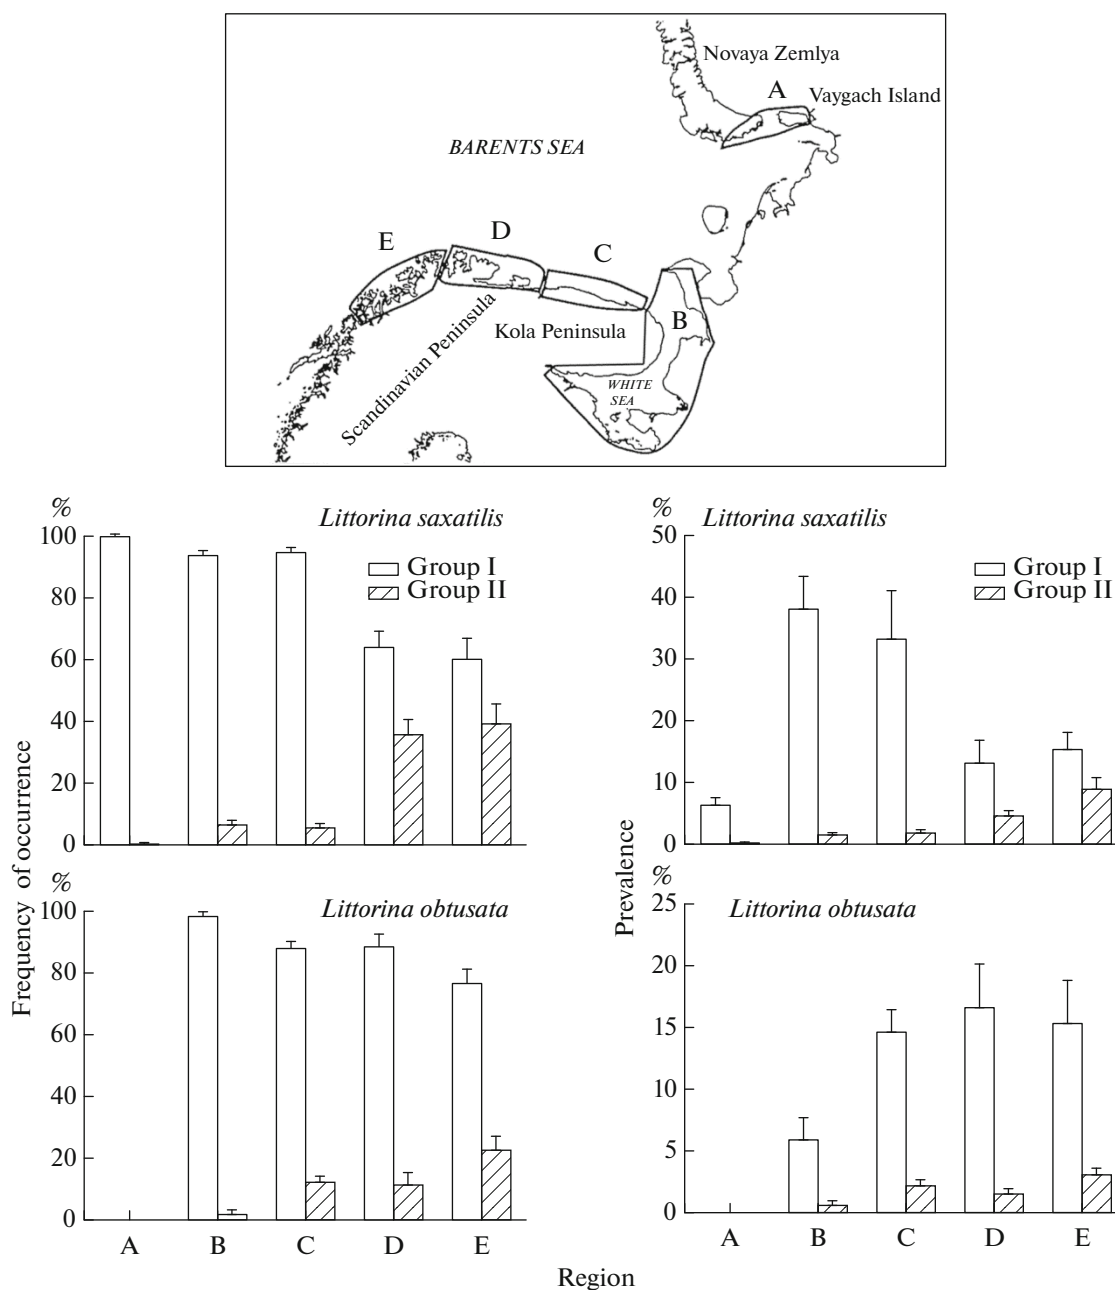 Novaya Zemlya
A
Vaygach Island
BARENTS SEA
E
D
C
B
Kola Peninsula
Scandinavian Peninsula
WHITE
SEA
%
Littorina saxatilis
100
80
60
40
20
0
Group I
Group II
%
Littorina saxatilis
50
40
30
20
10
0
Group I
Group II
Frequency of occurrence
%
Littorina obtusata
100
80
60
40
20
0
A B C D E
Prevalence
%
Littorina obtusata
25
20
15
10
5
0
A B C D E
Region